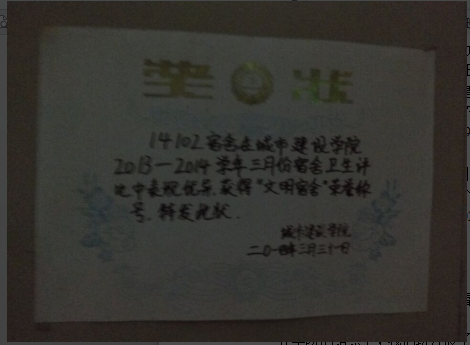 奖状
14102宿舍在城市建设学院
2013—2014学年三月份宿舍卫生评
比中表现优异,获得“文明宿舍”荣誉称
号。特发此状.
城市建设学院
二〇一四年三月三十一日